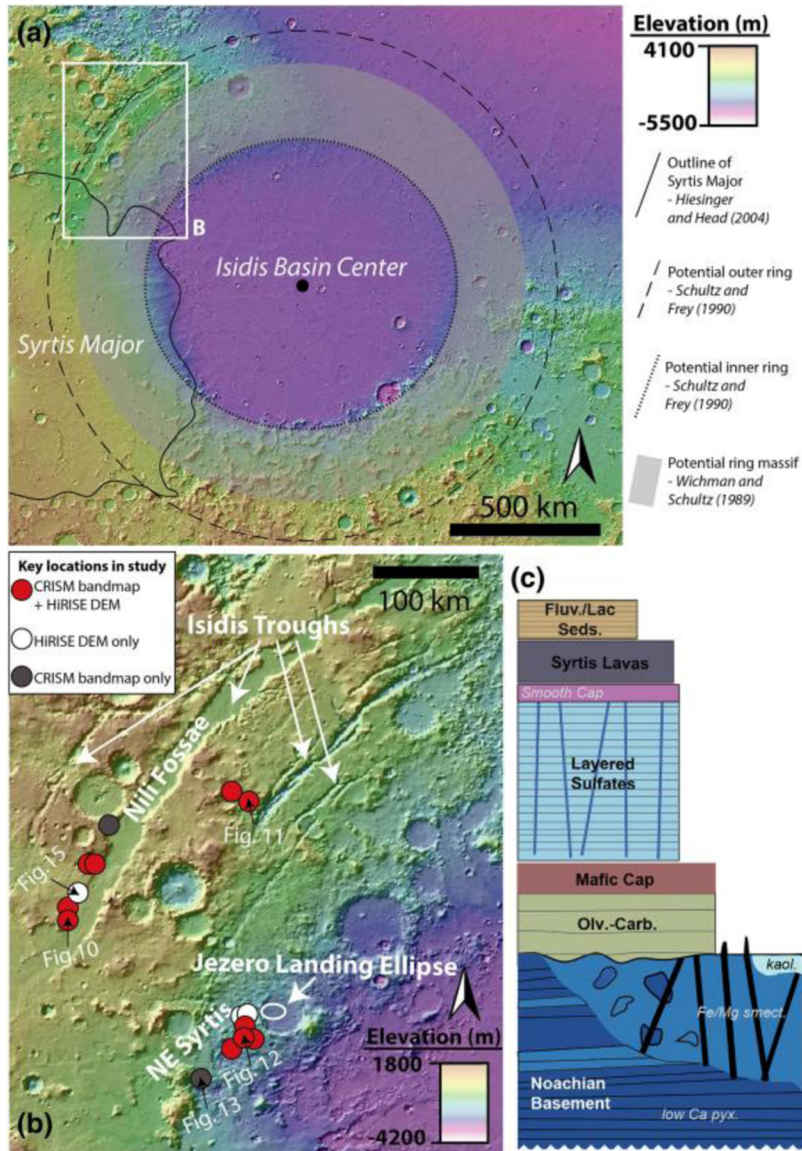 (a)
B
Isidis Basin Center
Syrtis Major
500 km
Elevation (m)
4100
-5500
Outline of
Syrtis Major
- Hiesinger
and Head (2004)
Potential outer ring
- Schultz and
Frey (1990)
Potential inner ring
- Schultz and
Frey (1990)
Potential ring massif
- Wichman and
Schultz (1989)
Key locations in study
CRISM bandmap
+ HiRISE DEM
HiRISE DEM only
CRISM bandmap only
100 km
Isidis Troughs
Nili Fossae
Fig. 11
Fig.15
Fig.10
Jezero Landing Ellipse
NE Syrtis
Fig. 12
Fig. 13
Elevation (m)
1800
-4200
(b)
(c)
Fluv./Lac
Seds.
Syrtis Lavas
Smooth Cap
Layered
Sulfates
Mafic Cap
Olv.-Carb.
kaol.
Fe/Mg smect.
Noachian
Basement
low Ca pyx.